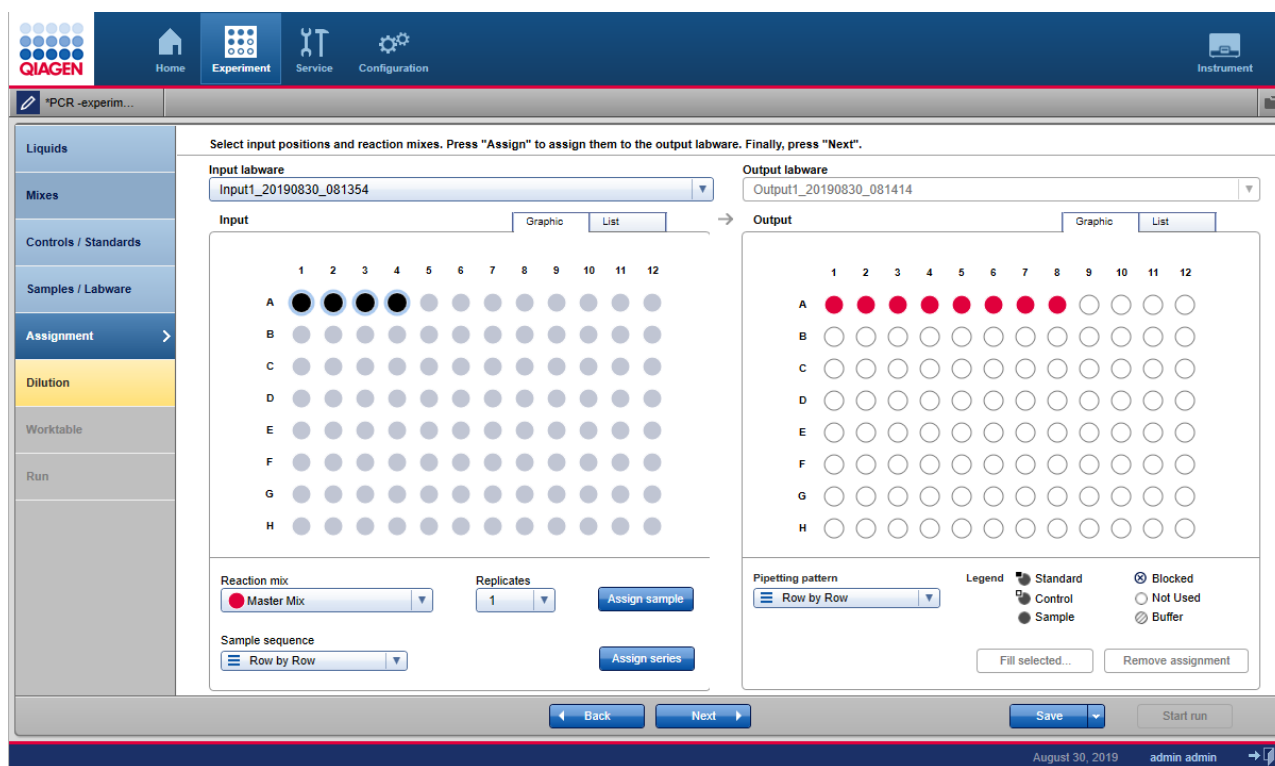 QIAGEN
Home
Experiment
Service
Configuration
Instrument
*PCR -experim...
Liquids
Mixes
Controls / Standards
Samples / Labware
Assignment
Dilution
Worktable
Run
Select input positions and reaction mixes. Press "Assign" to assign them to the output labware. Finally, press "Next".
Input labware
Input1_20190830_081354
Input
Graphic
List
1 2 3 4 5 6 7 8 9 10 11 12
A
B
C
D
E
F
G
H
Reaction mix
Master Mix
Replicates
1
Assign sample
Sample sequence
Row by Row
Assign series
Output labware
Output1_20190830_081414
Output
Graphic
List
1 2 3 4 5 6 7 8 9 10 11 12
A
B
C
D
E
F
G
H
Pipetting pattern
Row by Row
Legend
Standard
Control
Sample
Blocked
Not Used
Buffer
Fill selected...
Remove assignment
Back
Next
Save
Start run
August 30, 2019
admin admin